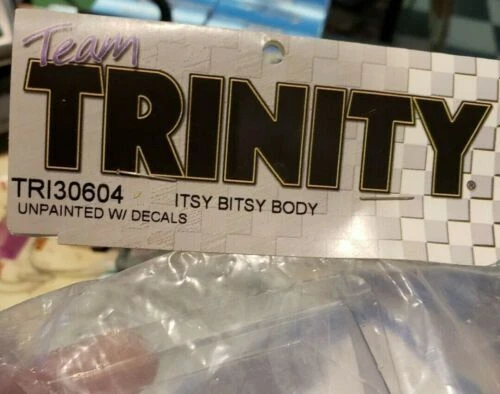 Team
TRINITY®
TRI30604 ITSY BITSY BODY
UNPAINTED W/ DECALS